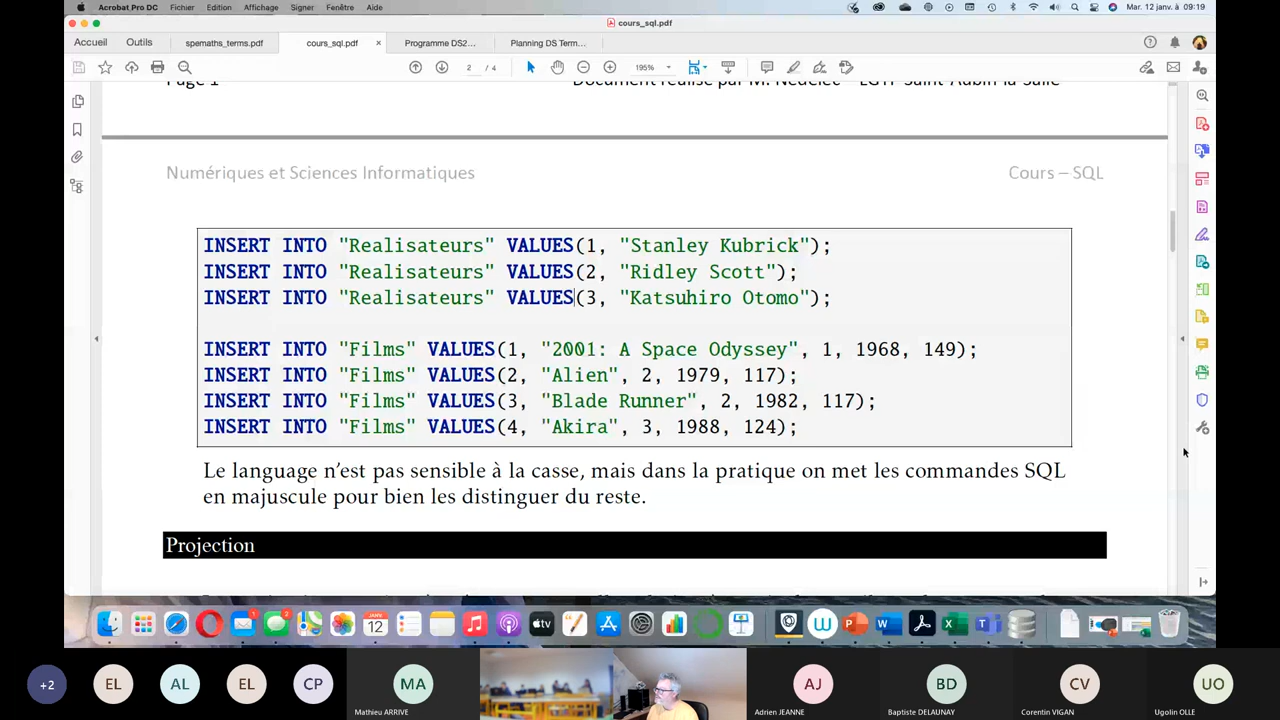 Acrobat Pro DC Fichier Edition Affichage Signer Fenêtre Aide Mar. 12 janv. à 09:19
cours_sql.pdf
Accueil Outils spemaths_terms.pdf cours_sql.pdf × Programme DS2... Planning DS Term...
2 / 4 195%
Numériques et Sciences Informatiques Cours – SQL
INSERT INTO "Realisateurs" VALUES(1, "Stanley Kubrick");
INSERT INTO "Realisateurs" VALUES(2, "Ridley Scott");
INSERT INTO "Realisateurs" VALUES(3, "Katsuhiro Otomo");
INSERT INTO "Films" VALUES(1, "2001: A Space Odyssey", 1, 1968, 149);
INSERT INTO "Films" VALUES(2, "Alien", 2, 1979, 117);
INSERT INTO "Films" VALUES(3, "Blade Runner", 2, 1982, 117);
INSERT INTO "Films" VALUES(4, "Akira", 3, 1988, 124);
Le language n'est pas sensible à la casse, mais dans la pratique on met les commandes SQL
en majuscule pour bien les distinguer du reste.
Projection
JANV
12
tv
+2 EL AL EL CP MA AJ BD CV UO
Mathieu ARRIVE Adrien JEANNE Baptiste DELAUNAY Corentin VIGAN Ugolin OLLE